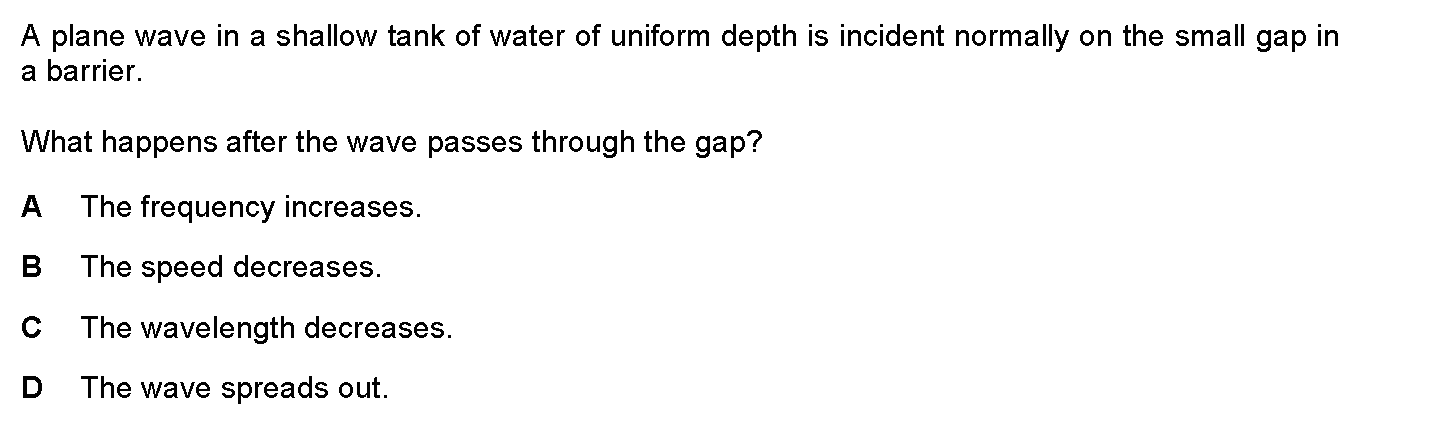 A plane wave in a shallow tank of water of uniform depth is incident normally on the small gap in
a barrier.
What happens after the wave passes through the gap?
A The frequency increases.
B The speed decreases.
C The wavelength decreases.
D The wave spreads out.